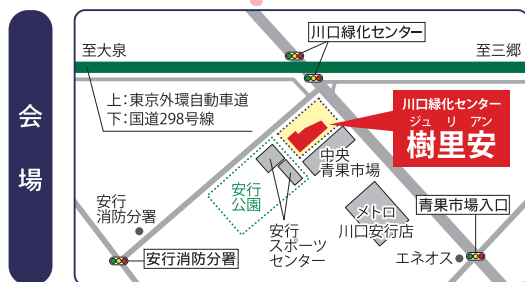 会場
川口緑化センター
至大泉
至三郷
上:東京外環自動車道
下:国道298号線
川口緑化センター
ジュリアン
樹里安
中央
青果市場
安行
公園
安行
消防分署
安行
スポーツ
センター
メトロ
川口安行店
青果市場入口
エネオス
安行消防分署